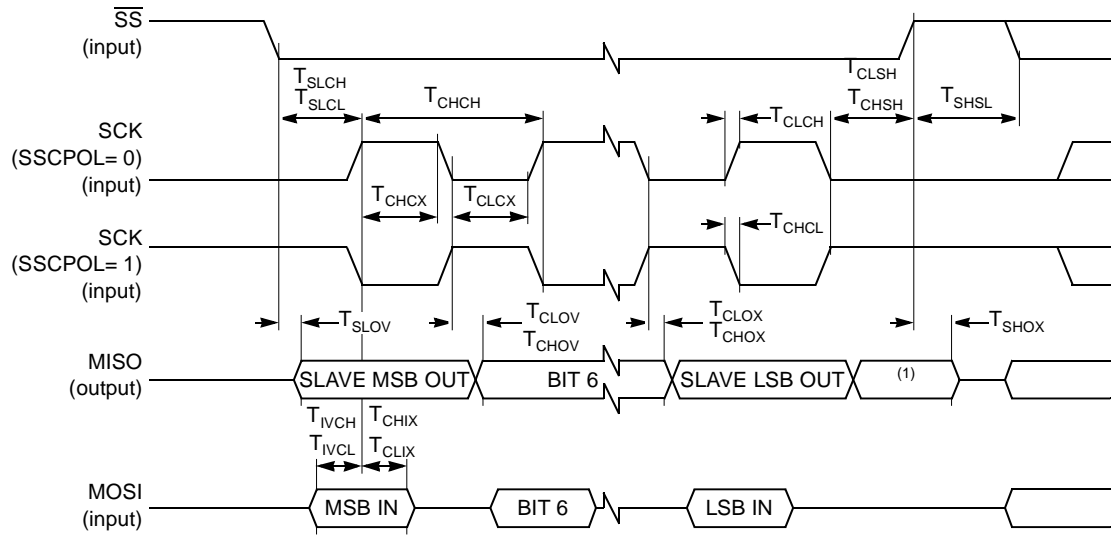 SS
(input)
T_SLCH
T_SLCL
T_CHCH
T_CLCH
T_CLSH
T_CHSH
T_SHSL
SCK
(SSCPOL= 0)
(input)
T_CHCX
T_CLCX
T_CHCL
SCK
(SSCPOL= 1)
(input)
T_SLOV
T_CLOV
T_CHOV
T_CLOX
T_CHOX
T_SHOX
MISO
(output)
SLAVE MSB OUT
BIT 6
SLAVE LSB OUT
(1)
T_IVCH
T_IVCL
T_CHIX
T_CLIX
MOSI
(input)
MSB IN
BIT 6
LSB IN